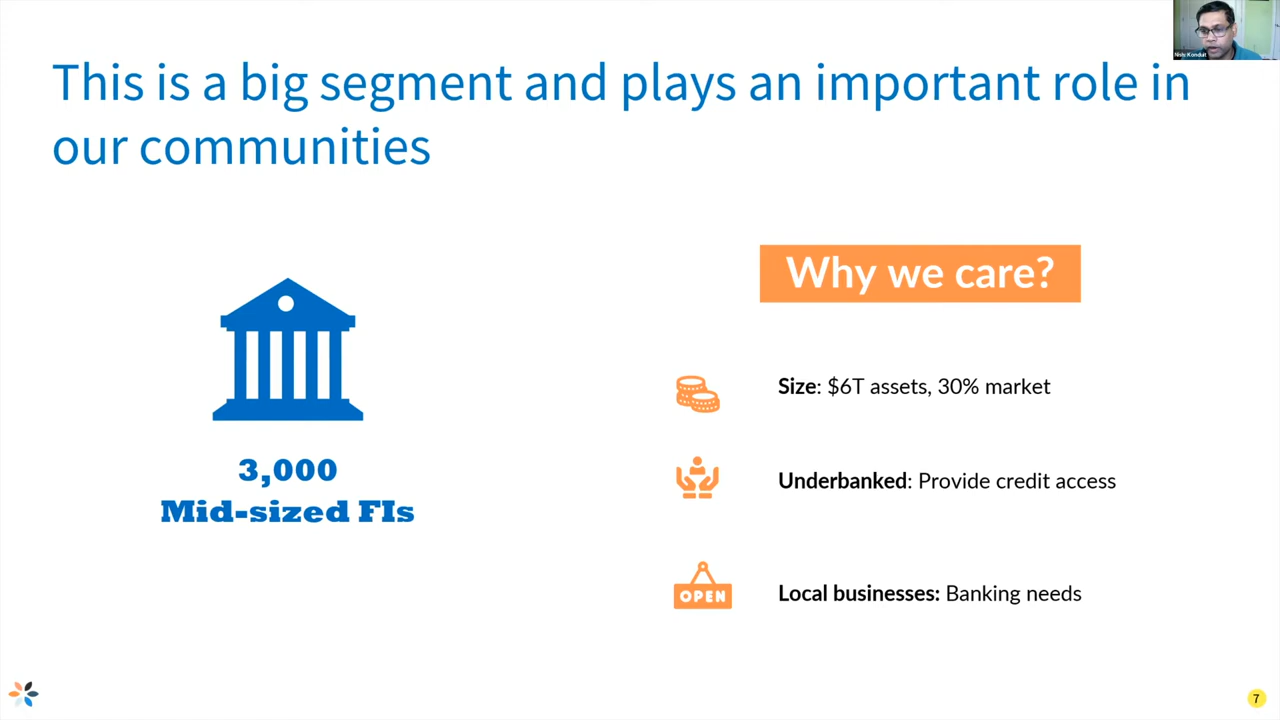 This is a big segment and plays an important role in
our communities
Why we care?
3,000
Mid-sized FIs
Size: $6T assets, 30% market
Underbanked: Provide credit access
OPEN
Local businesses: Banking needs
7